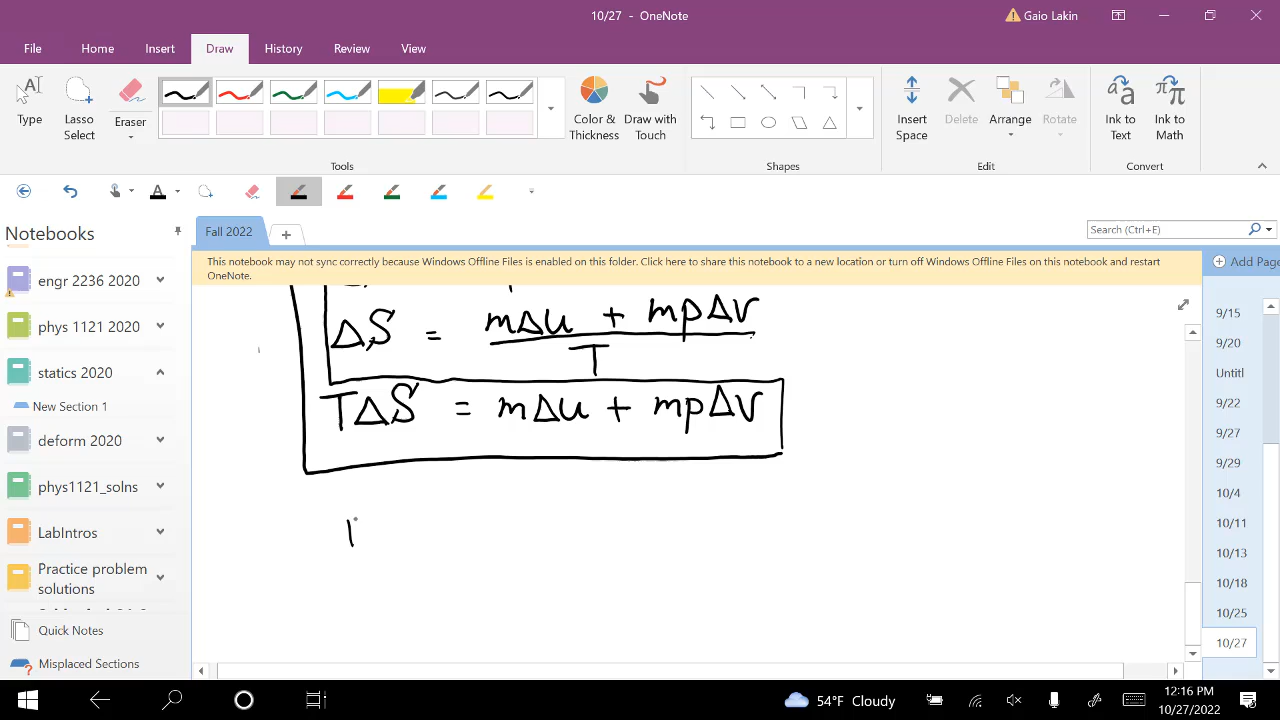 10/27 - OneNote
Gaio Lakin
File Home Insert Draw History Review View
Type
Lasso Select
Eraser
Color & Thickness
Draw with Touch
Insert Space
Delete
Arrange
Rotate
Ink to Text
Ink to Math
Tools
Shapes
Edit
Convert
Notebooks
Fall 2022
Search (Ctrl+E)
This notebook may not sync correctly because Windows Offline Files is enabled on this folder. Click here to share this notebook to a new location or turn off Windows Offline Files on this notebook and restart
OneNote.
Add Page
engr 2236 2020
phys 1121 2020
statics 2020
New Section 1
deform 2020
phys1121_solns
LabIntros
Practice problem
solutions
Quick Notes
Misplaced Sections
ΔS = mΔu + mpΔv
T
TΔS = mΔu + mpΔv
9/15
9/20
Untitl
9/22
9/27
9/29
10/4
10/11
10/13
10/18
10/25
10/27
54°F Cloudy
12:16 PM
10/27/2022